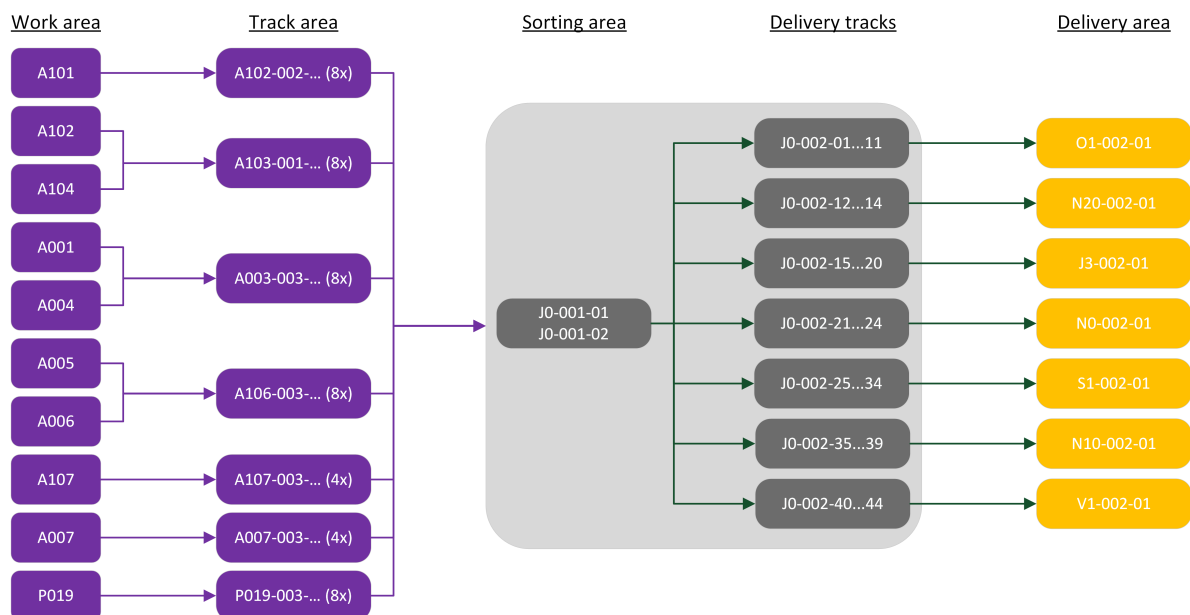 Work area
Track area
Sorting area
Delivery tracks
Delivery area
A101
A102
A104
A001
A004
A005
A006
A107
A007
P019
A102-002-... (8x)
A103-001-... (8x)
A003-003-... (8x)
A106-003-... (8x)
A107-003-... (4x)
A007-003-... (4x)
P019-003-... (8x)
J0-001-01
J0-001-02
J0-002-01...11
J0-002-12...14
J0-002-15...20
J0-002-21...24
J0-002-25...34
J0-002-35...39
J0-002-40...44
O1-002-01
N20-002-01
J3-002-01
N0-002-01
S1-002-01
N10-002-01
V1-002-01